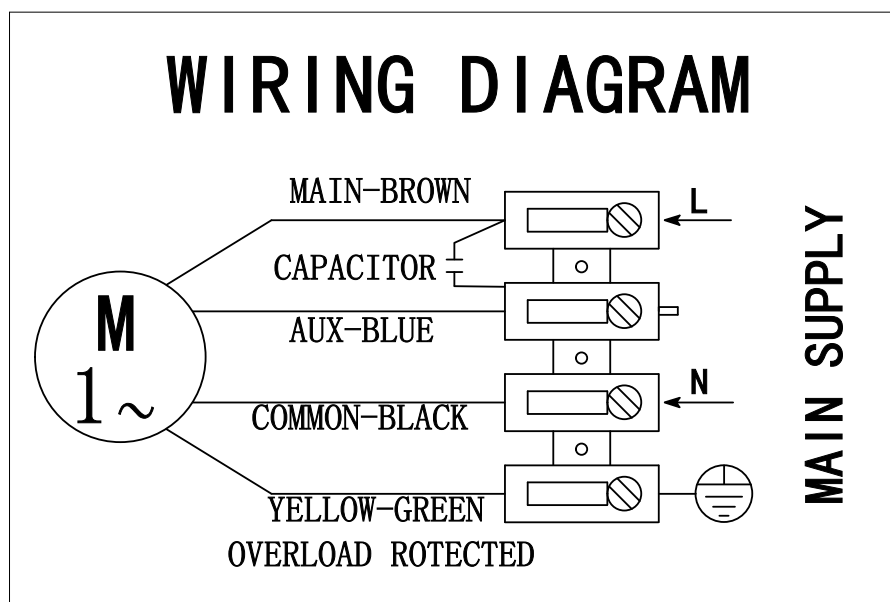 WIRING DIAGRAM
MAIN-BROWN
L
CAPACITOR
M
1~
AUX-BLUE
N
COMMON-BLACK
YELLOW-GREEN
OVERLOAD ROTECTED
MAIN SUPPLY